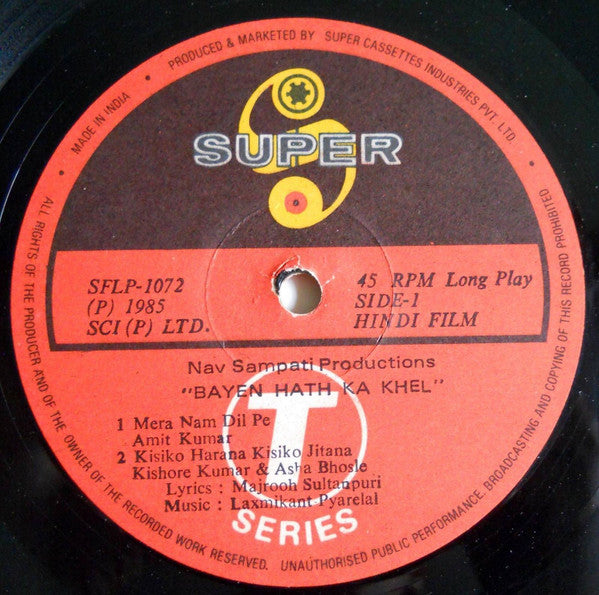 • MADE IN INDIA • PRODUCED & MARKETED BY SUPER CASSETTES INDUSTRIES PVT. LTD.
SUPER
SFLP-1072
(P) 1985
SCI (P) LTD.
45 RPM Long Play
SIDE-1
HINDI FILM
Nav Sampati Productions
"BAYEN HATH KA KHEL"
1 Mera Nam Dil Pe
Amit Kumar
2 Kisiko Harana Kisiko Jitana
Kishore Kumar & Asha Bhosle
Lyrics : Majrooh Sultanpuri
Music : Laxmikant Pyarelal
T
SERIES
ALL RIGHTS OF THE PRODUCER AND OF THE OWNER OF THE RECORDED WORK RESERVED. UNAUTHORISED PUBLIC PERFORMANCE, BROADCASTING AND COPYING OF THIS RECORD PROHIBITED